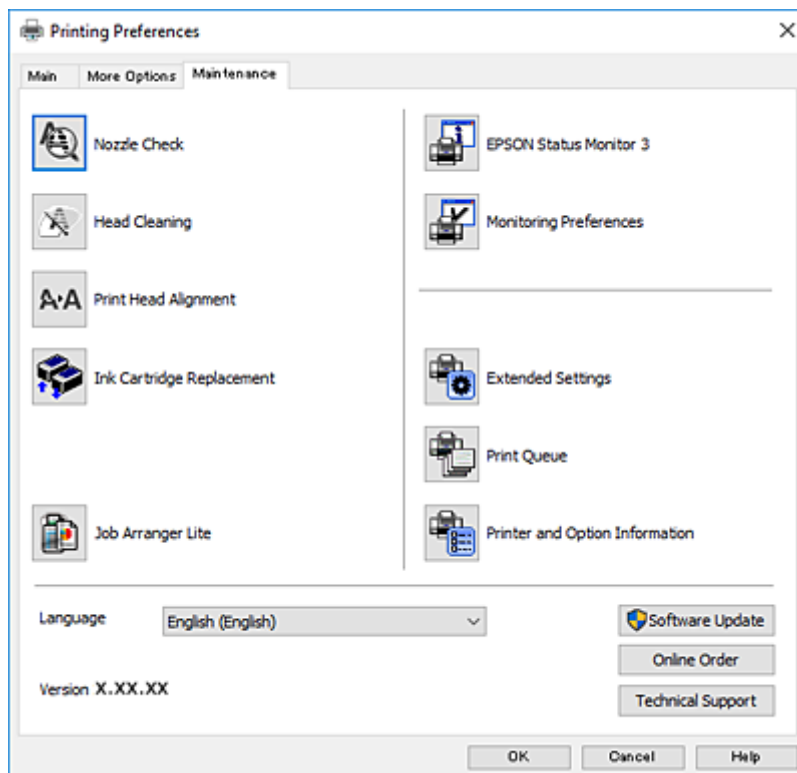 Printing Preferences
Main
More Options
Maintenance
Nozzle Check
Head Cleaning
A·A
Print Head Alignment
Ink Cartridge Replacement
Job Arranger Lite
EPSON Status Monitor 3
Monitoring Preferences
Extended Settings
Print Queue
Printer and Option Information
Language
English (English)
Version X.XX.XX
Software Update
Online Order
Technical Support
OK
Cancel
Help